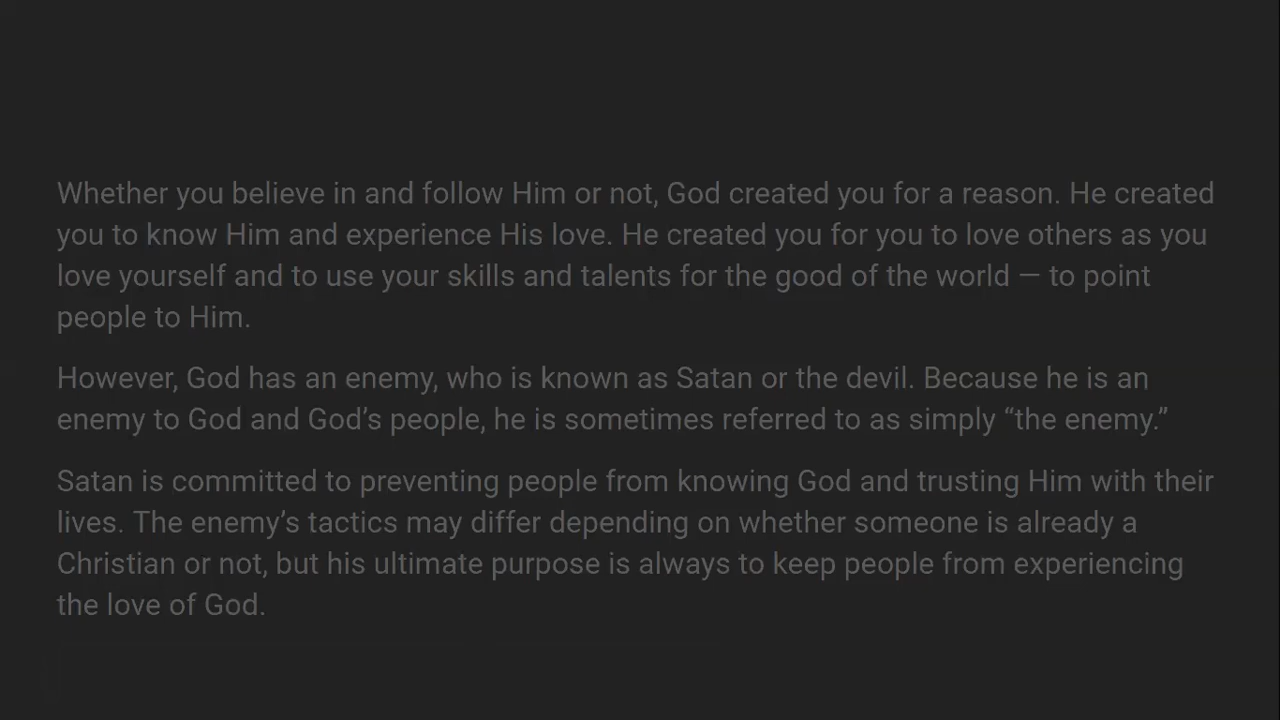 Whether you believe in and follow Him or not, God created you for a reason. He created
you to know Him and experience His love. He created you for you to love others as you
love yourself and to use your skills and talents for the good of the world — to point
people to Him.
However, God has an enemy, who is known as Satan or the devil. Because he is an
enemy to God and God’s people, he is sometimes referred to as simply “the enemy.”
Satan is committed to preventing people from knowing God and trusting Him with their
lives. The enemy’s tactics may differ depending on whether someone is already a
Christian or not, but his ultimate purpose is always to keep people from experiencing
the love of God.